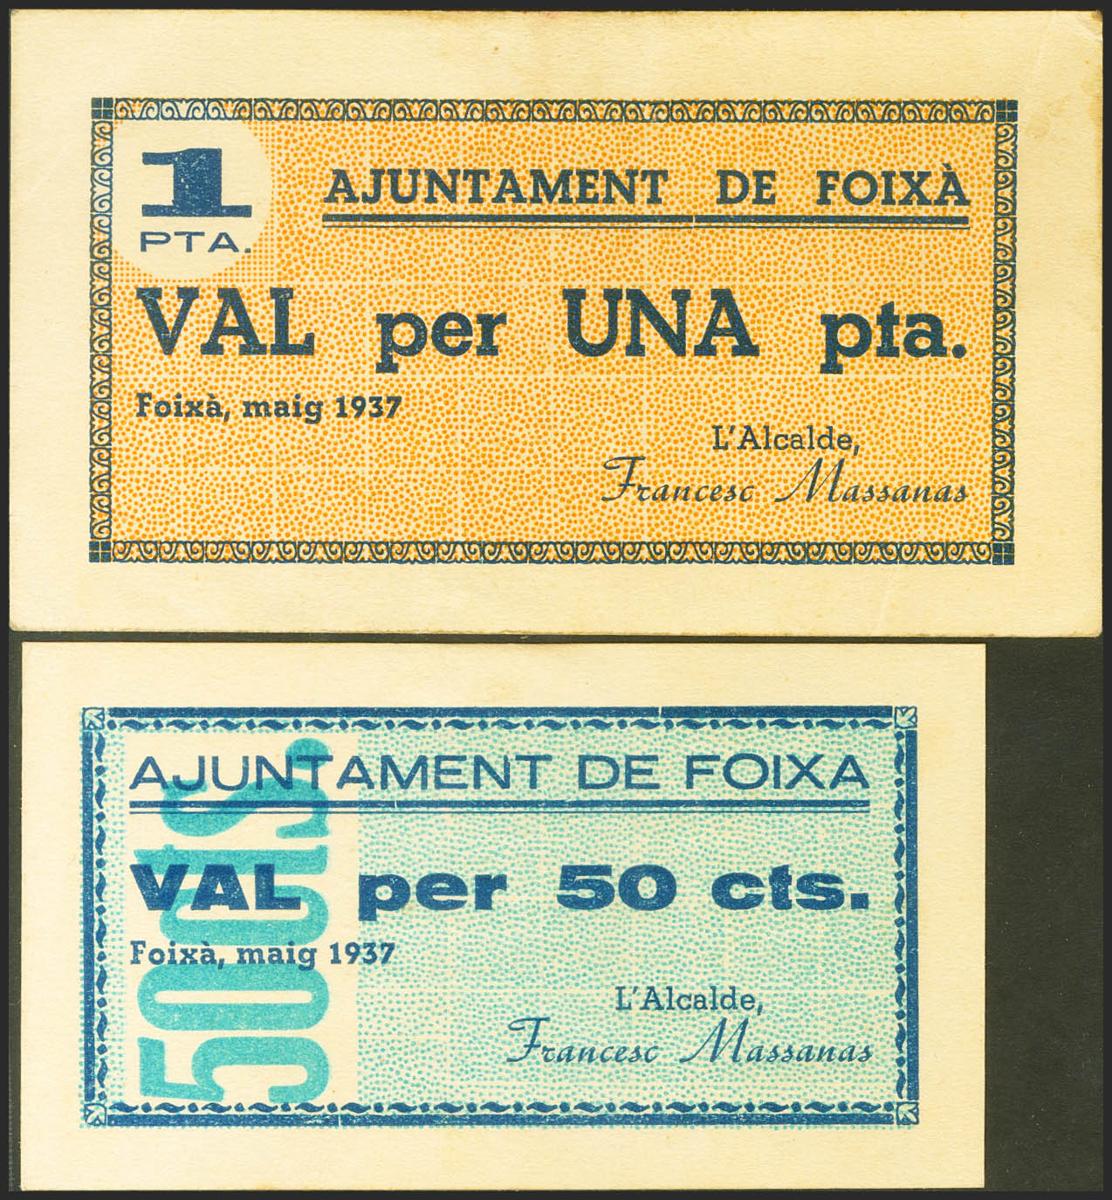 1
PTA.
AJUNTAMENT DE FOIXÀ
VAL per UNA pta.
Foixà, maig 1937
L'Alcalde,
Francesc Massanas
AJUNTAMENT DE FOIXA
VAL per 50 cts.
50 cts.
Foixà, maig 1937
L'Alcalde,
Francesc Massanas